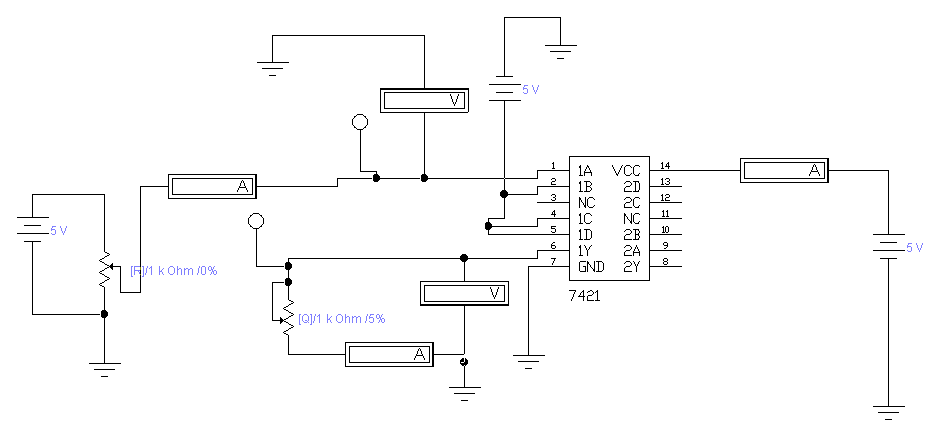 V
5 V
A
1
1A
VCC
14
A
2
1B
2D
13
3
NC
2C
12
4
1C
NC
11
5
1D
2B
10
6
1Y
2A
9
7
GND
2Y
8
7421
5 V
[R]/1 k Ohm /0%
5 V
V
[Q]/1 k Ohm /5%
A